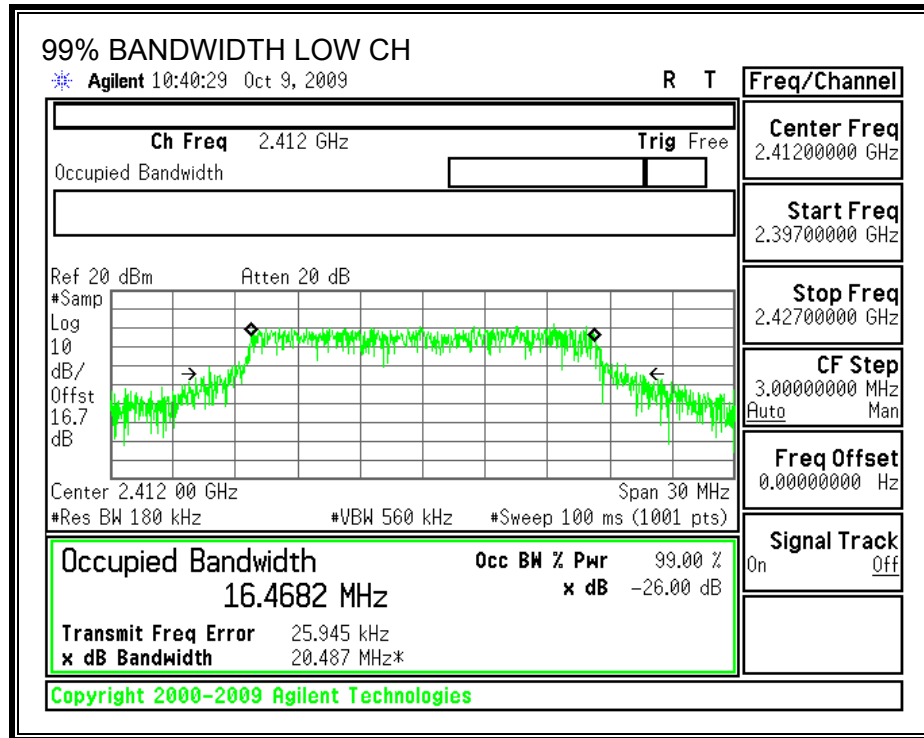 99% BANDWIDTH LOW CH
Agilent 10:40:29 Oct 9, 2009 R T
Freq/Channel
Ch Freq 2.412 GHz Trig Free
Occupied Bandwidth
Center Freq
2.41200000 GHz
Start Freq
2.39700000 GHz
Stop Freq
2.42700000 GHz
CF Step
3.00000000 MHz
Auto Man
Freq Offset
0.00000000 Hz
Signal Track
On Off
Ref 20 dBm Atten 20 dB
#Samp
Log
10
dB/
Offst
16.7
dB
Center 2.412 00 GHz Span 30 MHz
#Res BW 180 kHz #VBW 560 kHz #Sweep 100 ms (1001 pts)
Occupied Bandwidth
16.4682 MHz
Occ BW % Pwr 99.00 %
x dB -26.00 dB
Transmit Freq Error 25.945 kHz
x dB Bandwidth 20.487 MHz*
Copyright 2000-2009 Agilent Technologies